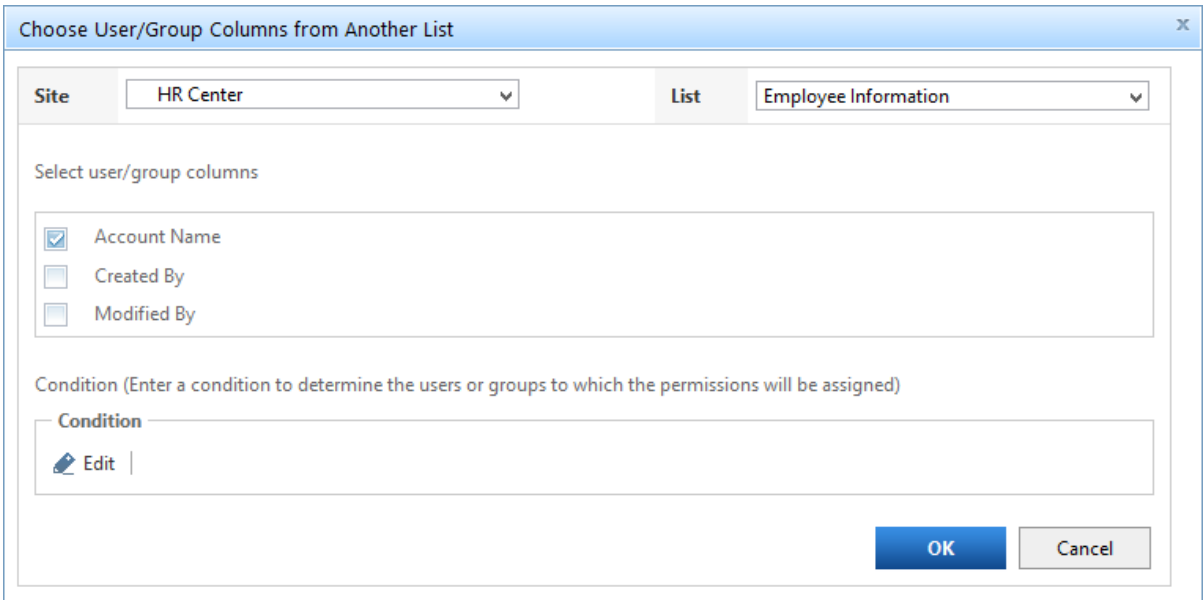 Choose User/Group Columns from Another List
x
Site HR Center List Employee Information
Select user/group columns
Account Name
Created By
Modified By
Condition (Enter a condition to determine the users or groups to which the permissions will be assigned)
Condition
Edit
OK Cancel